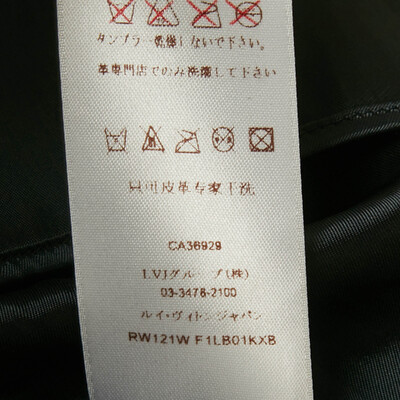 タンブラー乾燥しないで下さい。
革専門店でのみ洗濯して下さい
只可皮革专家干洗
CA36929
LVJグループ(株)
03-3478-2100
ルイ・ヴィトンジャパン
RW121W F1LB01KXB